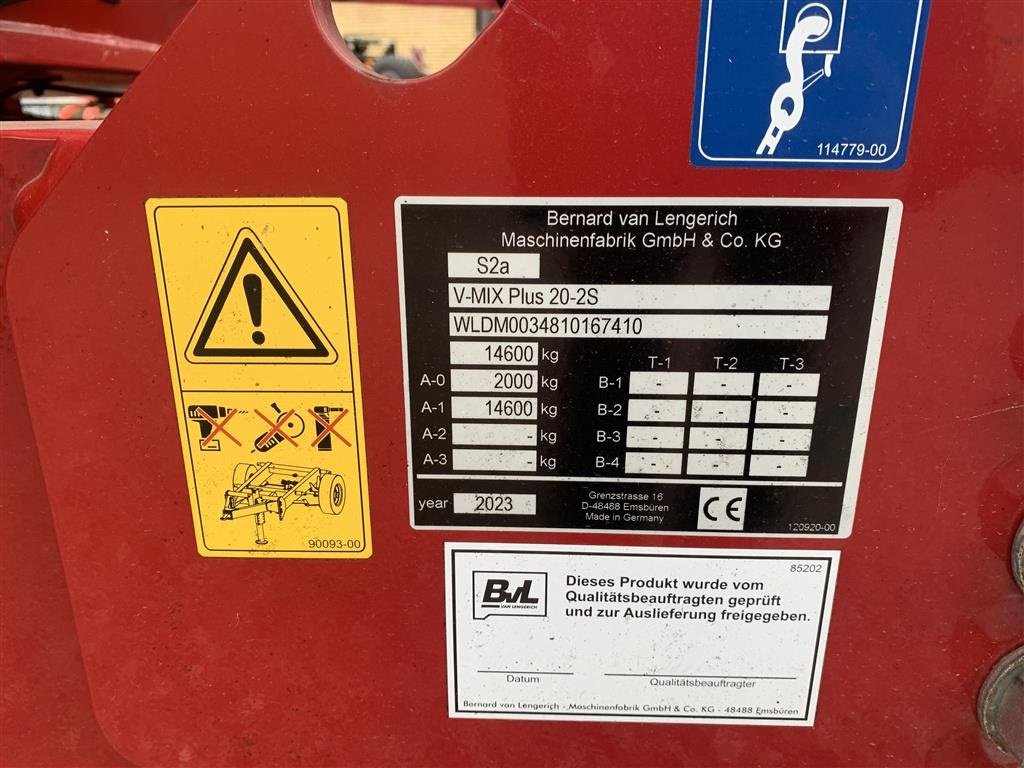 114779-00
Bernard van Lengerich
Maschinenfabrik GmbH & Co. KG
S2a
V-MIX Plus 20-2S
WLDM0034810167410
14600 kg
T-1 T-2 T-3
A-0 2000 kg
B-1 - - -
A-1 14600 kg
B-2 - - -
A-2 - kg
B-3 - - -
A-3 - kg
B-4 - - -
year 2023
Grenzstrasse 16
D-48488 Emsbüren
Made in Germany
CE
120920-00
90093-00
85202
BvL
VAN LENGERICH
Dieses Produkt wurde vom
Qualitätsbeauftragten geprüft
und zur Auslieferung freigegeben.
Datum
Qualitätsbeauftragter
Bernard van Lengerich - Maschinenfabrik GmbH & Co. KG - 48488 Emsbüren